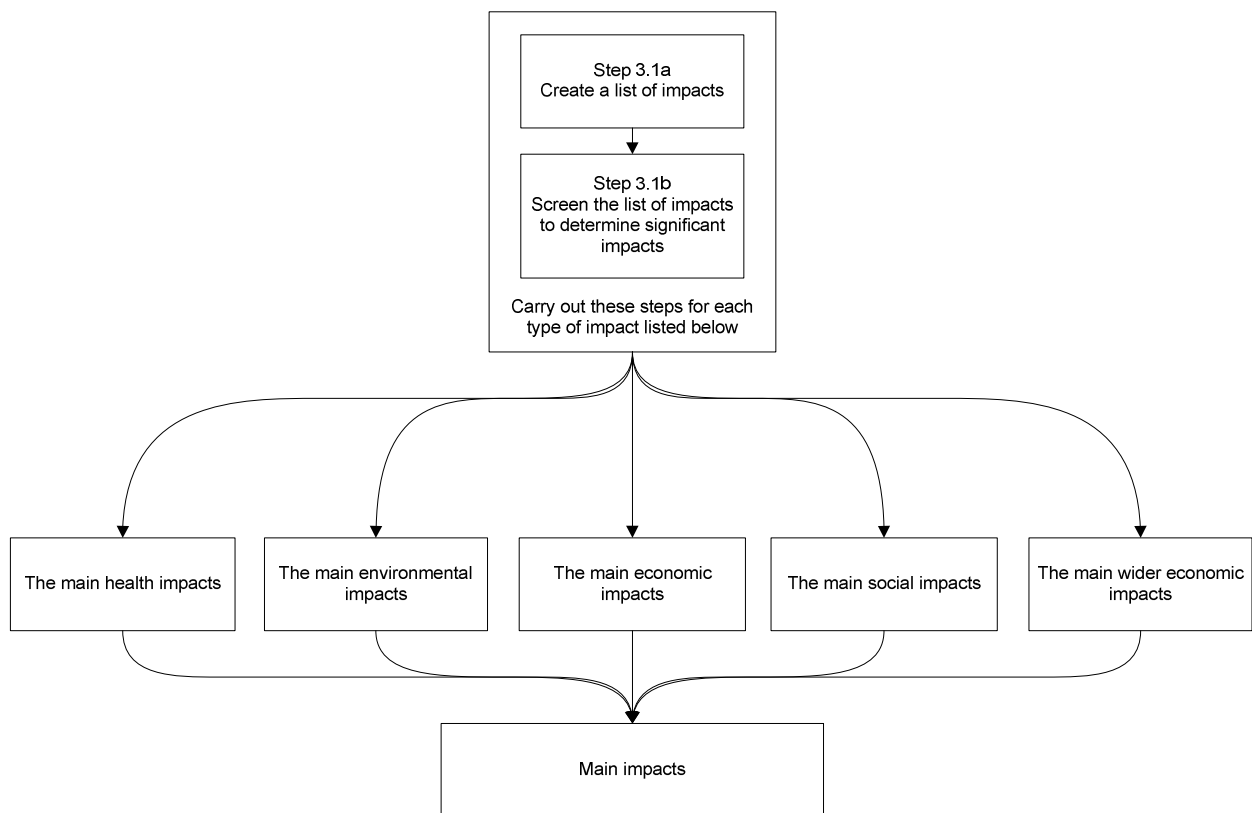 Step 3.1a
Create a list of impacts
Step 3.1b
Screen the list of impacts
to determine significant
impacts
Carry out these steps for each
type of impact listed below
The main health impacts
The main environmental
impacts
The main economic
impacts
The main social impacts
The main wider economic
impacts
Main impacts